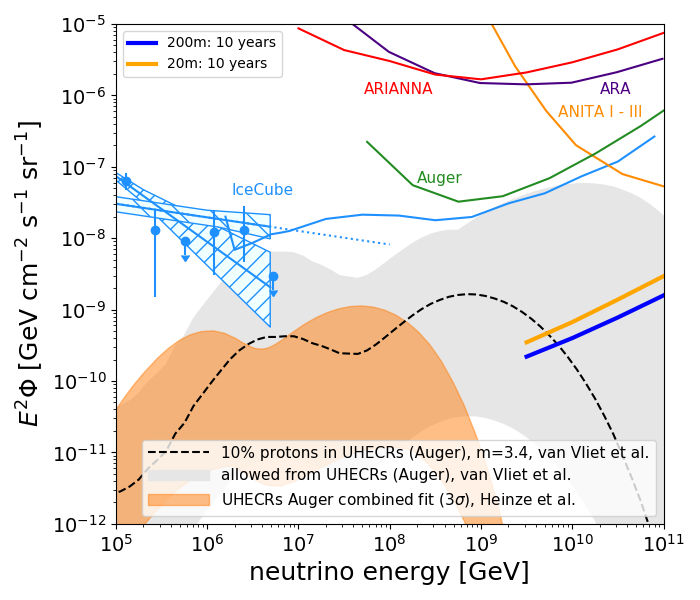 200m: 10 years
20m: 10 years
ARIANNA
ARA
ANITA I - III
Auger
IceCube
10⁻⁵
10⁻⁶
10⁻⁷
10⁻⁸
10⁻⁹
10⁻¹⁰
10⁻¹¹
10⁻¹²
E²Φ [GeV cm⁻² s⁻¹ sr⁻¹]
10% protons in UHECRs (Auger), m=3.4, van Vliet et al.
allowed from UHECRs (Auger), van Vliet et al.
UHECRs Auger combined fit (3σ), Heinze et al.
10⁵ 10⁶ 10⁷ 10⁸ 10⁹ 10¹⁰ 10¹¹
neutrino energy [GeV]